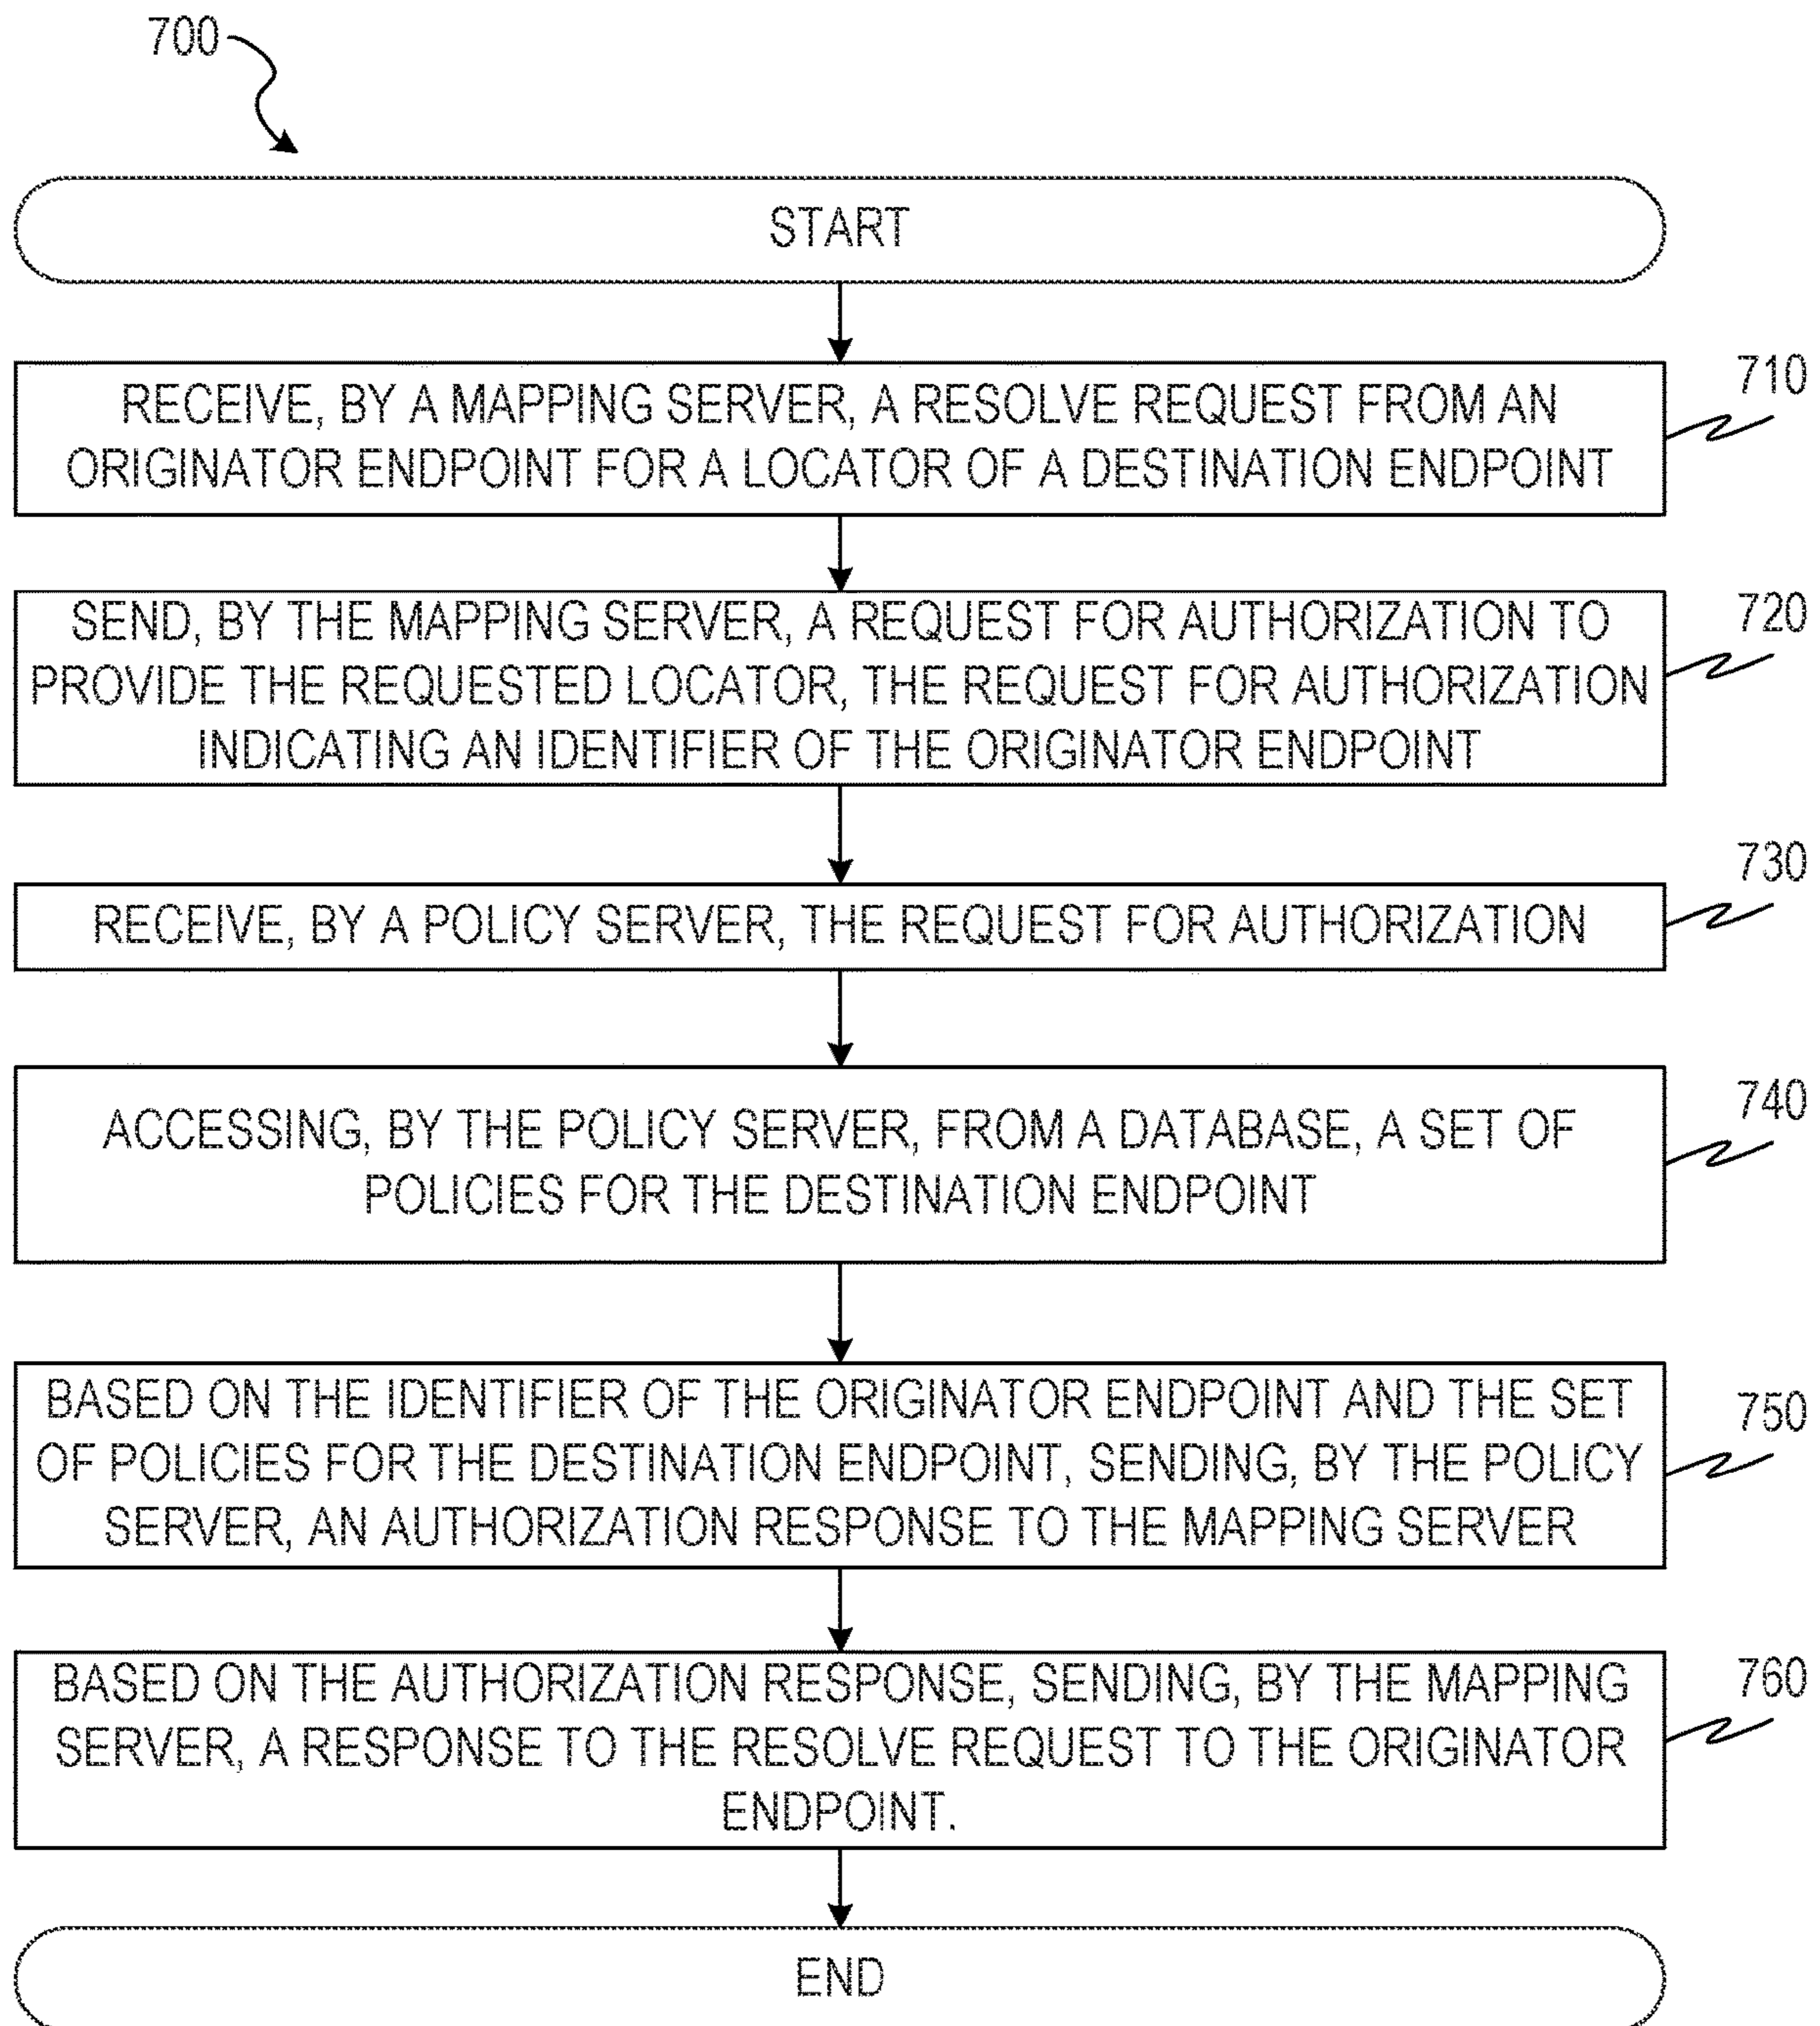 700
START
710
RECEIVE, BY A MAPPING SERVER, A RESOLVE REQUEST FROM AN
ORIGINATOR ENDPOINT FOR A LOCATOR OF A DESTINATION ENDPOINT
720
SEND, BY THE MAPPING SERVER, A REQUEST FOR AUTHORIZATION TO
PROVIDE THE REQUESTED LOCATOR, THE REQUEST FOR AUTHORIZATION
INDICATING AN IDENTIFIER OF THE ORIGINATOR ENDPOINT
730
RECEIVE, BY A POLICY SERVER, THE REQUEST FOR AUTHORIZATION
740
ACCESSING, BY THE POLICY SERVER, FROM A DATABASE, A SET OF
POLICIES FOR THE DESTINATION ENDPOINT
750
BASED ON THE IDENTIFIER OF THE ORIGINATOR ENDPOINT AND THE SET
OF POLICIES FOR THE DESTINATION ENDPOINT, SENDING, BY THE POLICY
SERVER, AN AUTHORIZATION RESPONSE TO THE MAPPING SERVER
760
BASED ON THE AUTHORIZATION RESPONSE, SENDING, BY THE MAPPING
SERVER, A RESPONSE TO THE RESOLVE REQUEST TO THE ORIGINATOR
ENDPOINT.
END